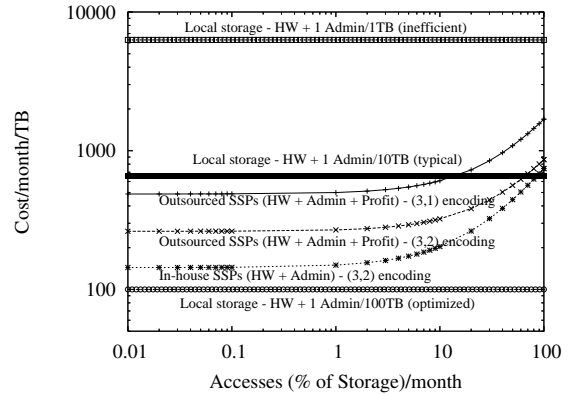 10000
Local storage - HW + 1 Admin/1TB (inefficient)
Cost/month/TB
1000
Local storage - HW + 1 Admin/10TB (typical)
Outsourced SSPs (HW + Admin + Profit) - (3,1) encoding
Outsourced SSPs (HW + Admin + Profit) - (3,2) encoding
In-house SSPs (HW + Admin) - (3,2) encoding
100
Local storage - HW + 1 Admin/100TB (optimized)
0.01 0.1 1 10 100
Accesses (% of Storage)/month